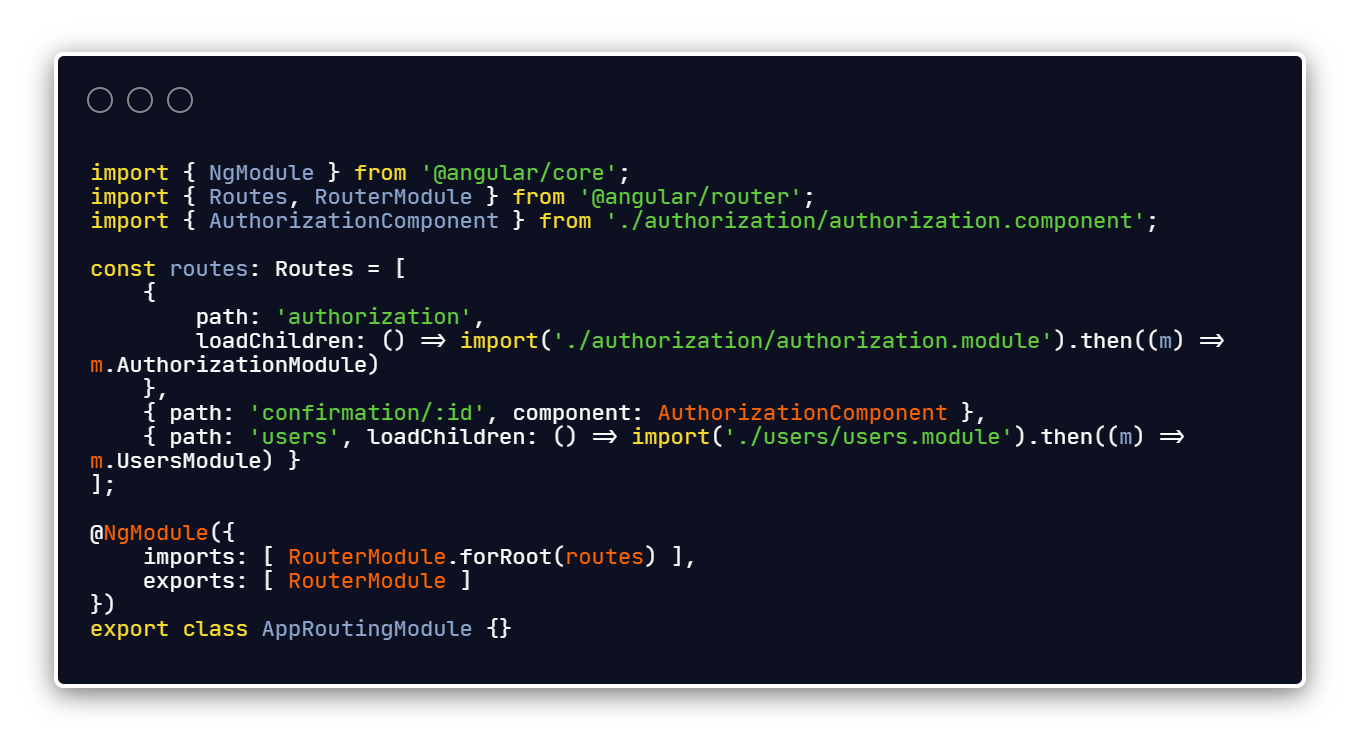 import { NgModule } from '@angular/core';
import { Routes, RouterModule } from '@angular/router';
import { AuthorizationComponent } from './authorization/authorization.component';

const routes: Routes = [
    {
        path: 'authorization',
        loadChildren: () => import('./authorization/authorization.module').then((m) =>
m.AuthorizationModule)
    },
    { path: 'confirmation/:id', component: AuthorizationComponent },
    { path: 'users', loadChildren: () => import('./users/users.module').then((m) =>
m.UsersModule) }
];

@NgModule({
    imports: [ RouterModule.forRoot(routes) ],
    exports: [ RouterModule ]
})
export class AppRoutingModule {}